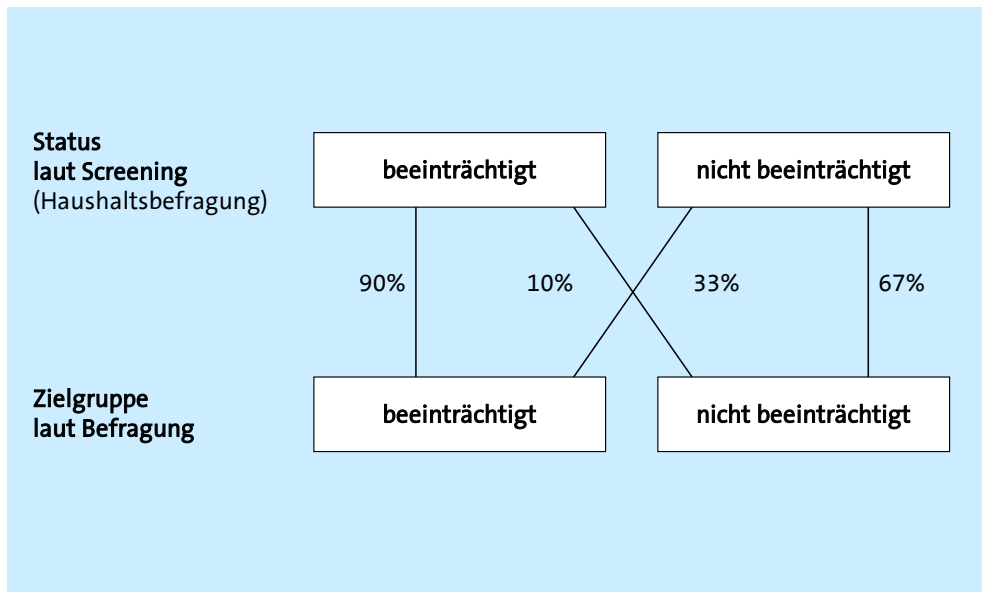 Status
laut Screening
(Haushaltsbefragung)
beeinträchtigt
nicht beeinträchtigt
90%
10%
33%
67%
Zielgruppe
laut Befragung
beeinträchtigt
nicht beeinträchtigt